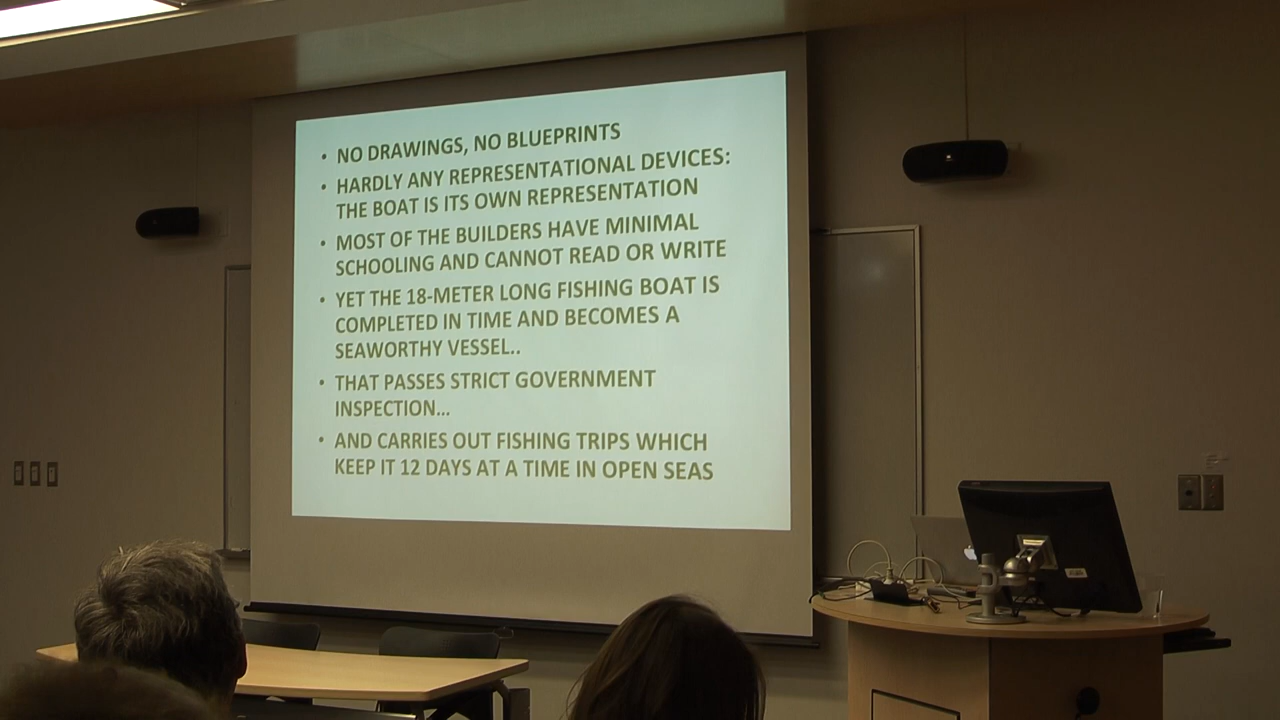 • NO DRAWINGS, NO BLUEPRINTS
• HARDLY ANY REPRESENTATIONAL DEVICES:
THE BOAT IS ITS OWN REPRESENTATION
• MOST OF THE BUILDERS HAVE MINIMAL
SCHOOLING AND CANNOT READ OR WRITE
• YET THE 18-METER LONG FISHING BOAT IS
COMPLETED IN TIME AND BECOMES A
SEAWORTHY VESSEL..
• THAT PASSES STRICT GOVERNMENT
INSPECTION...
• AND CARRIES OUT FISHING TRIPS WHICH
KEEP IT 12 DAYS AT A TIME IN OPEN SEAS